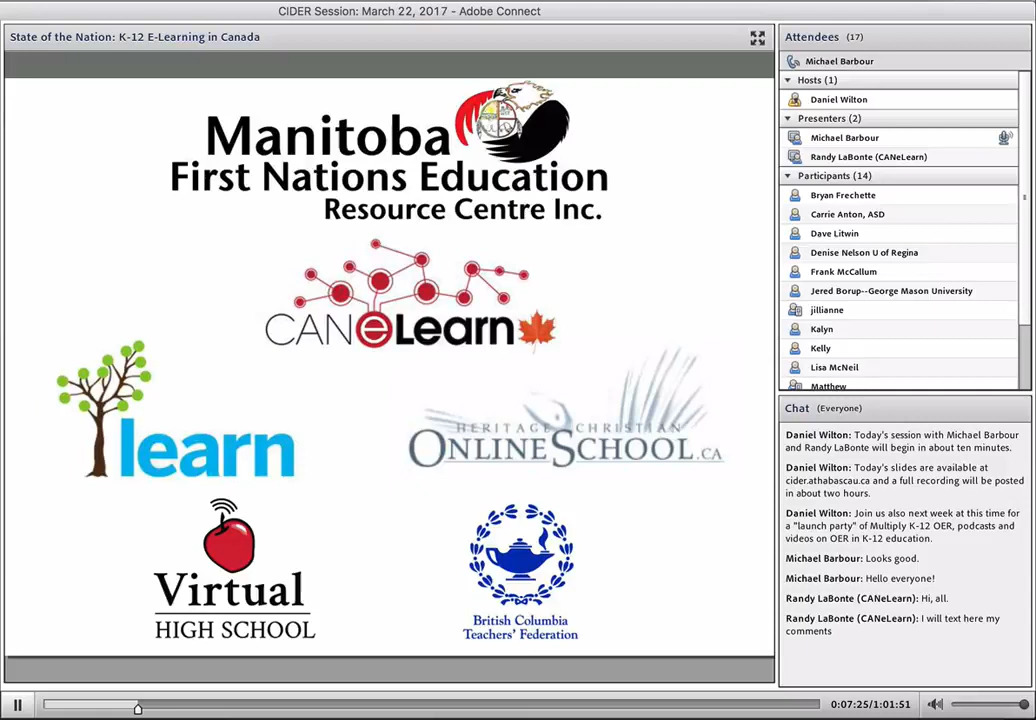 CIDER Session: March 22, 2017 - Adobe Connect
State of the Nation: K-12 E-Learning in Canada
Manitoba
First Nations Education
Resource Centre Inc.
CANeLearn
learn
HERITAGE CHRISTIAN
ONLINESCHOOL.CA
Virtual
HIGH SCHOOL
British Columbia
Teachers' Federation
Attendees (17)
Michael Barbour
Hosts (1)
Daniel Wilton
Presenters (2)
Michael Barbour
Randy LaBonte (CANeLearn)
Participants (14)
Bryan Frechette
Carrie Anton, ASD
Dave Litwin
Denise Nelson U of Regina
Frank McCallum
Jered Borup--George Mason University
jillianne
Kalyn
Kelly
Lisa McNeil
Matthew
Chat (Everyone)
Daniel Wilton: Today's session with Michael Barbour
and Randy LaBonte will begin in about ten minutes.
Daniel Wilton: Today's slides are available at
cider.athabascau.ca and a full recording will be posted
in about two hours.
Daniel Wilton: Join us also next week at this time for
a "launch party" of Multiply K-12 OER, podcasts and
videos on OER in K-12 education.
Michael Barbour: Looks good.
Michael Barbour: Hello everyone!
Randy LaBonte (CANeLearn): Hi, all.
Randy LaBonte (CANeLearn): I will text here my
comments
0:07:25/1:01:51